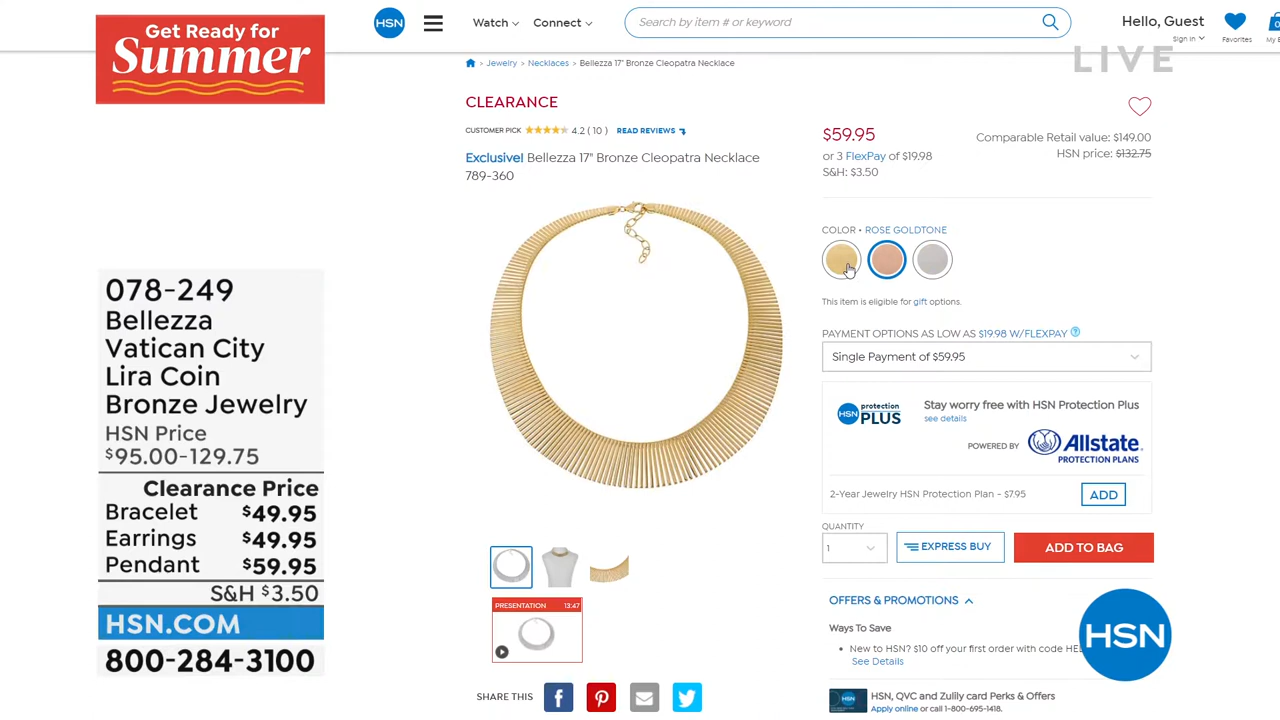 Get Ready for
Summer
HSN
Watch
Connect
Search by item # or keyword
Hello, Guest
Sign In
Favorites
0
LIVE
Jewelry > Necklaces > Bellezza 17" Bronze Cleopatra Necklace
CLEARANCE
CUSTOMER PICK 4.2 ( 10 ) READ REVIEWS
Exclusive! Bellezza 17" Bronze Cleopatra Necklace
789-360
$59.95
or 3 FlexPay of $19.98
S&H: $3.50
Comparable Retail value: $149.00
HSN price: $132.75
COLOR • ROSE GOLDTONE
This item is eligible for gift options.
PAYMENT OPTIONS AS LOW AS $19.98 W/FLEXPAY ?
Single Payment of $59.95
HSN protection PLUS
Stay worry free with HSN Protection Plus
see details
POWERED BY Allstate
PROTECTION PLANS
2-Year Jewelry HSN Protection Plan - $7.95
ADD
QUANTITY
1
EXPRESS BUY
ADD TO BAG
OFFERS & PROMOTIONS
Ways To Save
• New to HSN? $10 off your first order with code
See Details
HSN
HSN, QVC and Zulily card Perks & Offers
Apply online or call 1-800-695-1418.
PRESENTATION 13:47
SHARE THIS
078-249
Bellezza
Vatican City
Lira Coin
Bronze Jewelry
HSN Price
$95.00-129.75
Clearance Price
Bracelet $49.95
Earrings $49.95
Pendant $59.95
S&H $3.50
HSN.COM
800-284-3100